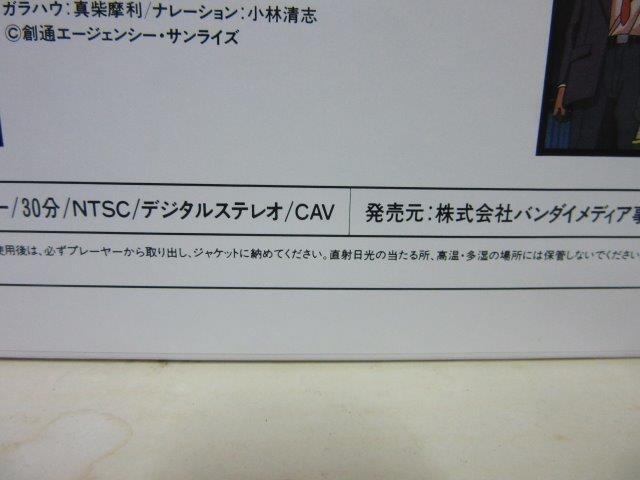 ガラハウ:真柴摩利/ナレーション:小林清志
©創通エージェンシー・サンライズ
ー/30分/NTSC/デジタルステレオ/CAV 発売元:株式会社バンダイメディア事
使用後は、必ずプレーヤーから取り出し、ジャケットに納めてください。直射日光の当たる所、高温・多湿の場所には保管しないでください。